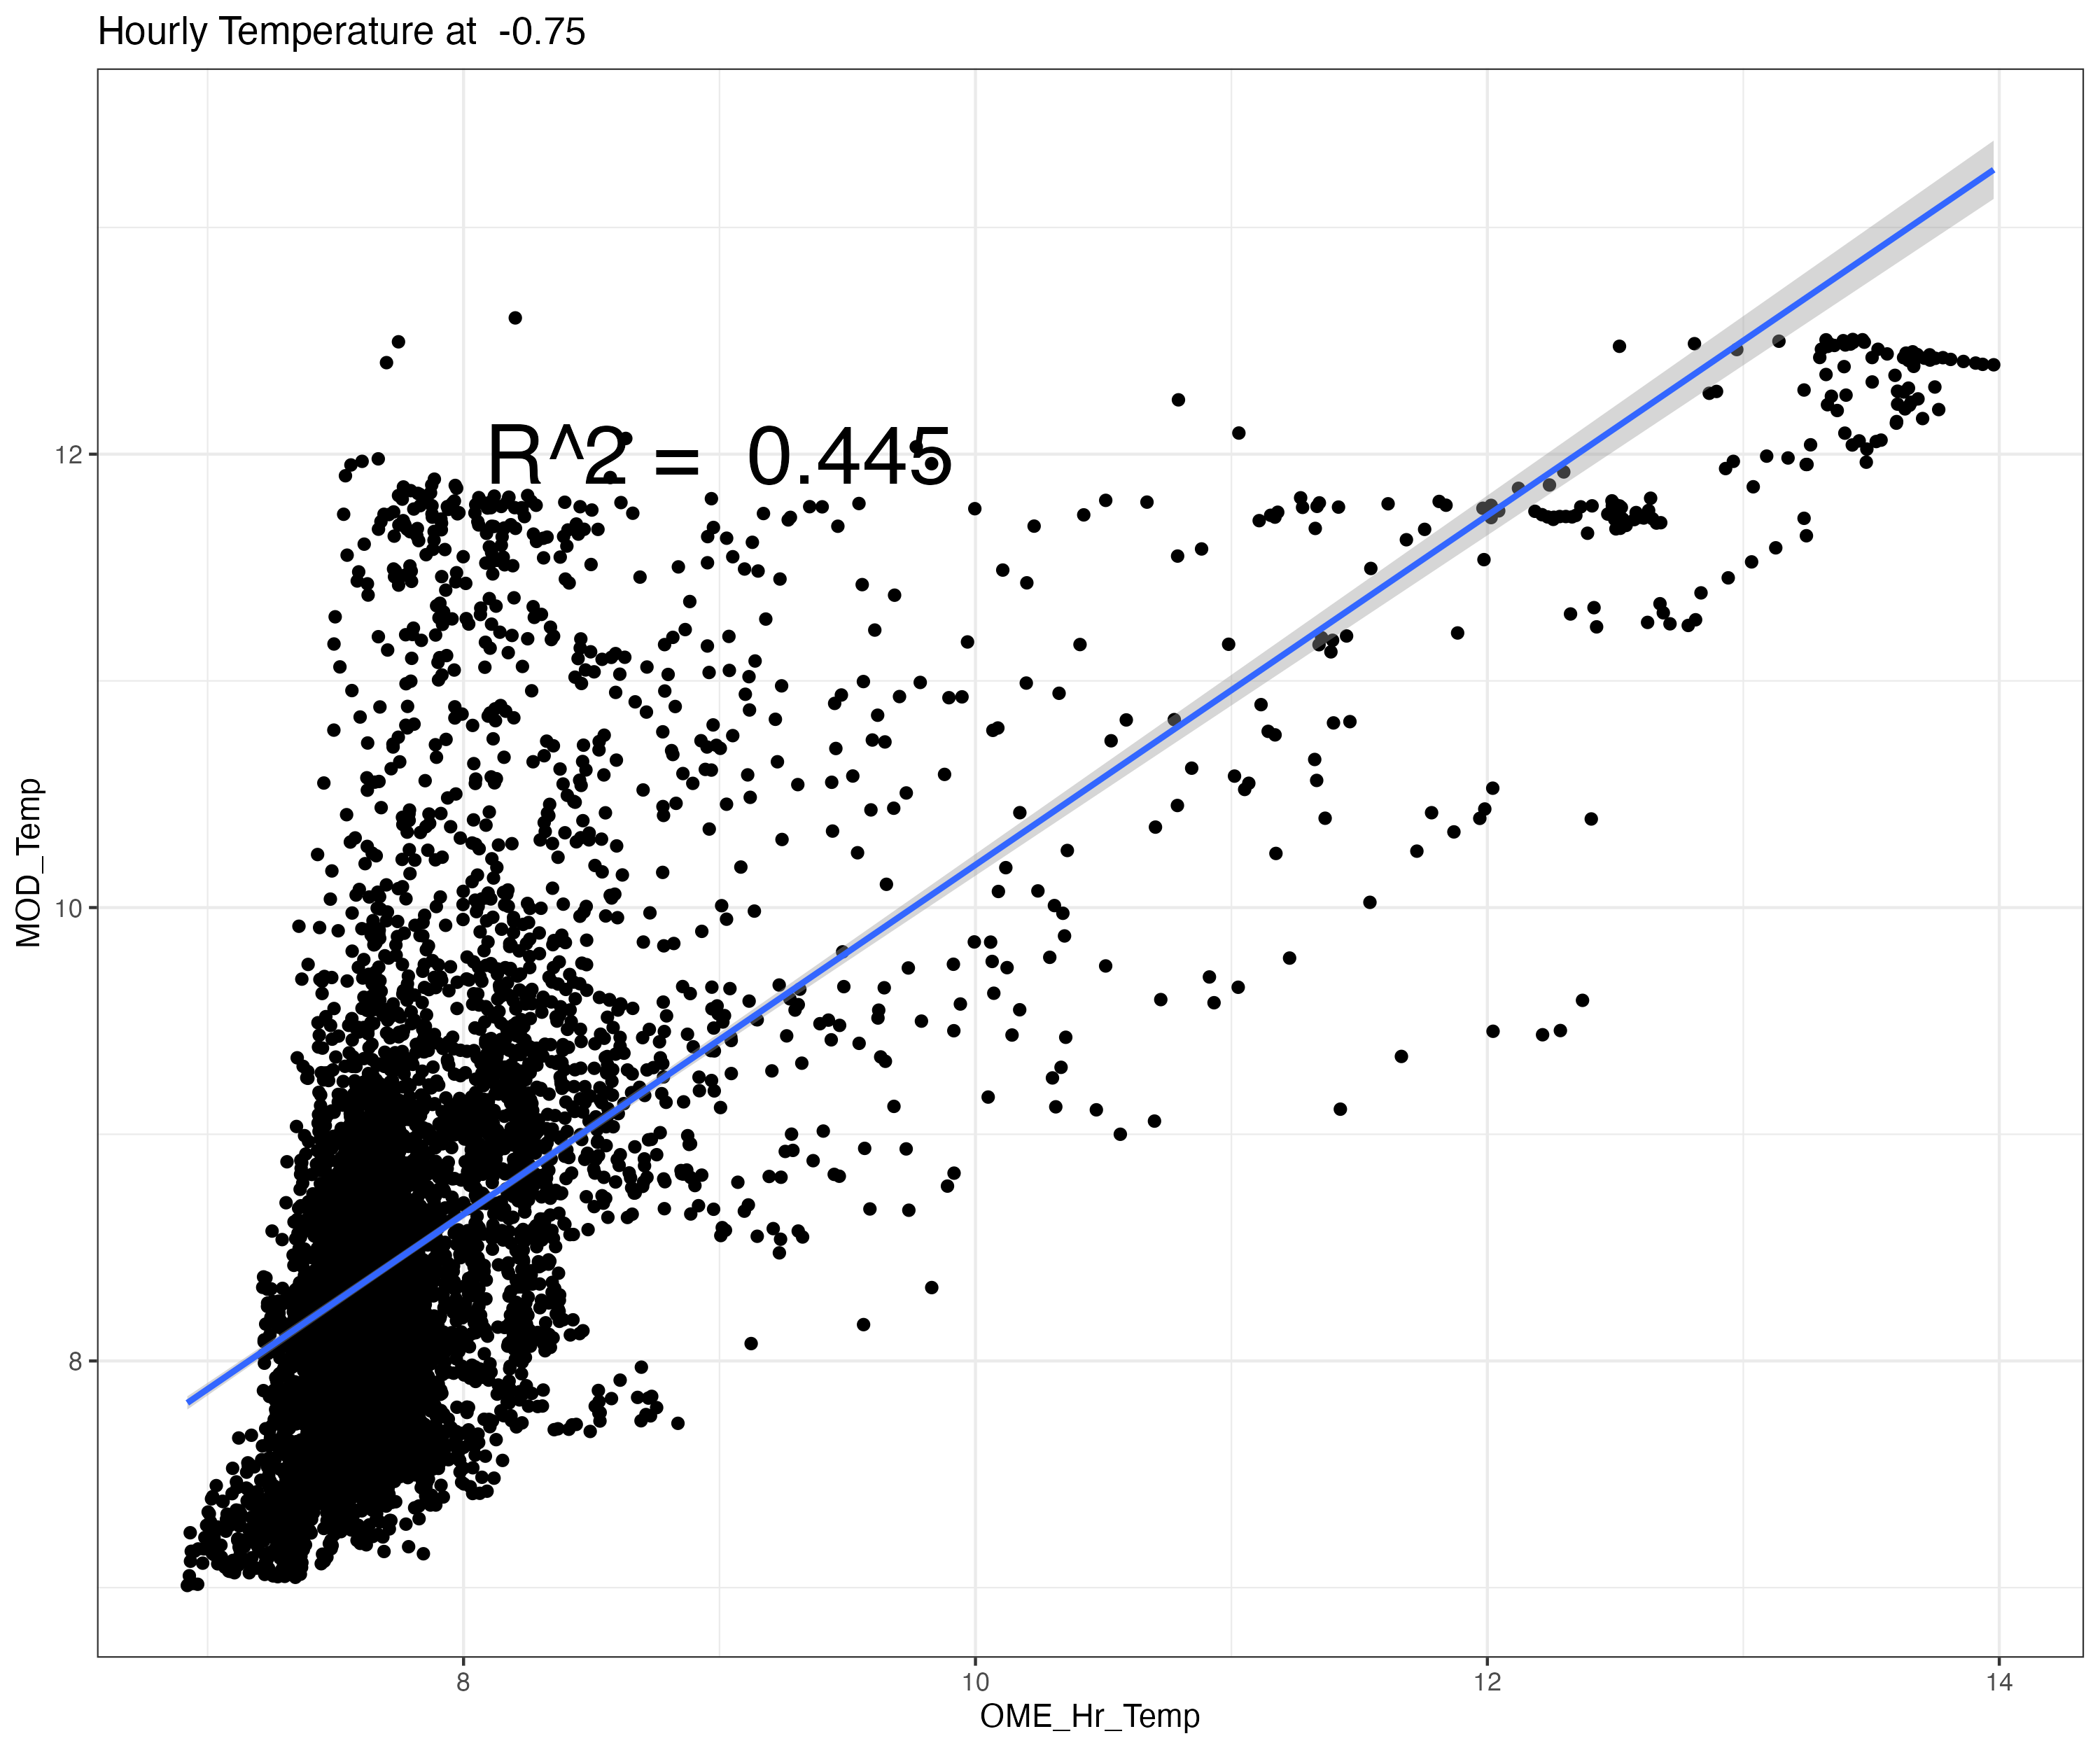 Hourly Temperature at  -0.75
R^2 =  0.445
12
10
8
MOD_Temp
8
10
12
14
OME_Hr_Temp